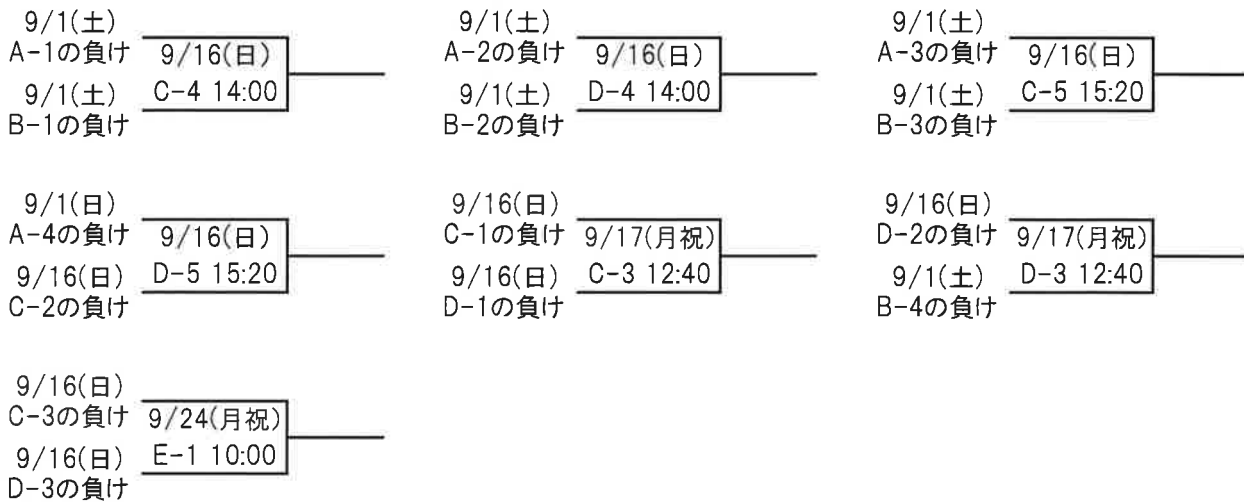 9/1(土)
A-1の負け
9/16(日)
C-4 14:00
9/1(土)
B-1の負け
9/1(土)
A-2の負け
9/16(日)
D-4 14:00
9/1(土)
B-2の負け
9/1(土)
A-3の負け
9/16(日)
C-5 15:20
9/1(土)
B-3の負け
9/1(日)
A-4の負け
9/16(日)
D-5 15:20
9/16(日)
C-2の負け
9/16(日)
C-1の負け
9/17(月祝)
C-3 12:40
9/16(日)
D-1の負け
9/16(日)
D-2の負け
9/17(月祝)
D-3 12:40
9/1(土)
B-4の負け
9/16(日)
C-3の負け
9/24(月祝)
E-1 10:00
9/16(日)
D-3の負け